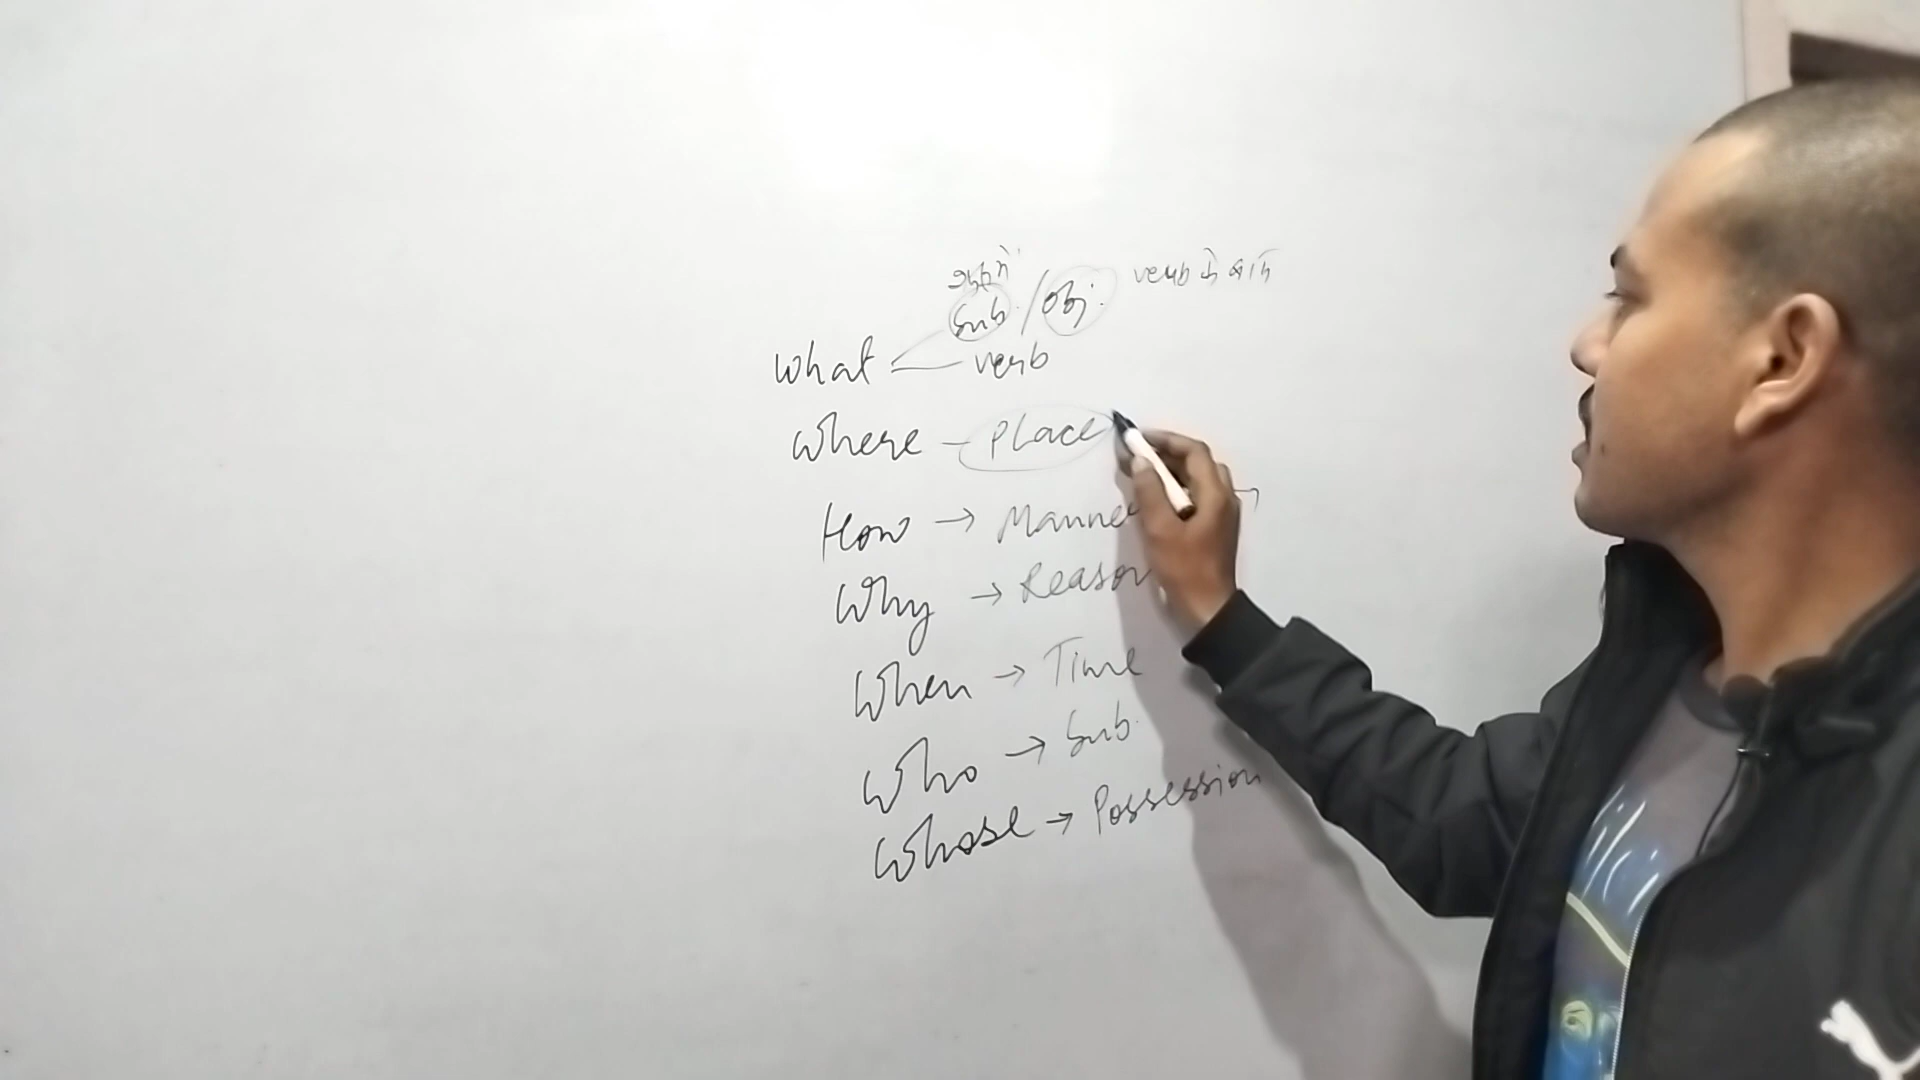 Sub. / Obj. verb के बाद
What verb
Where - Place
How → Manner
Why → Reason
When → Time
Who → Sub.
Whose → Possession